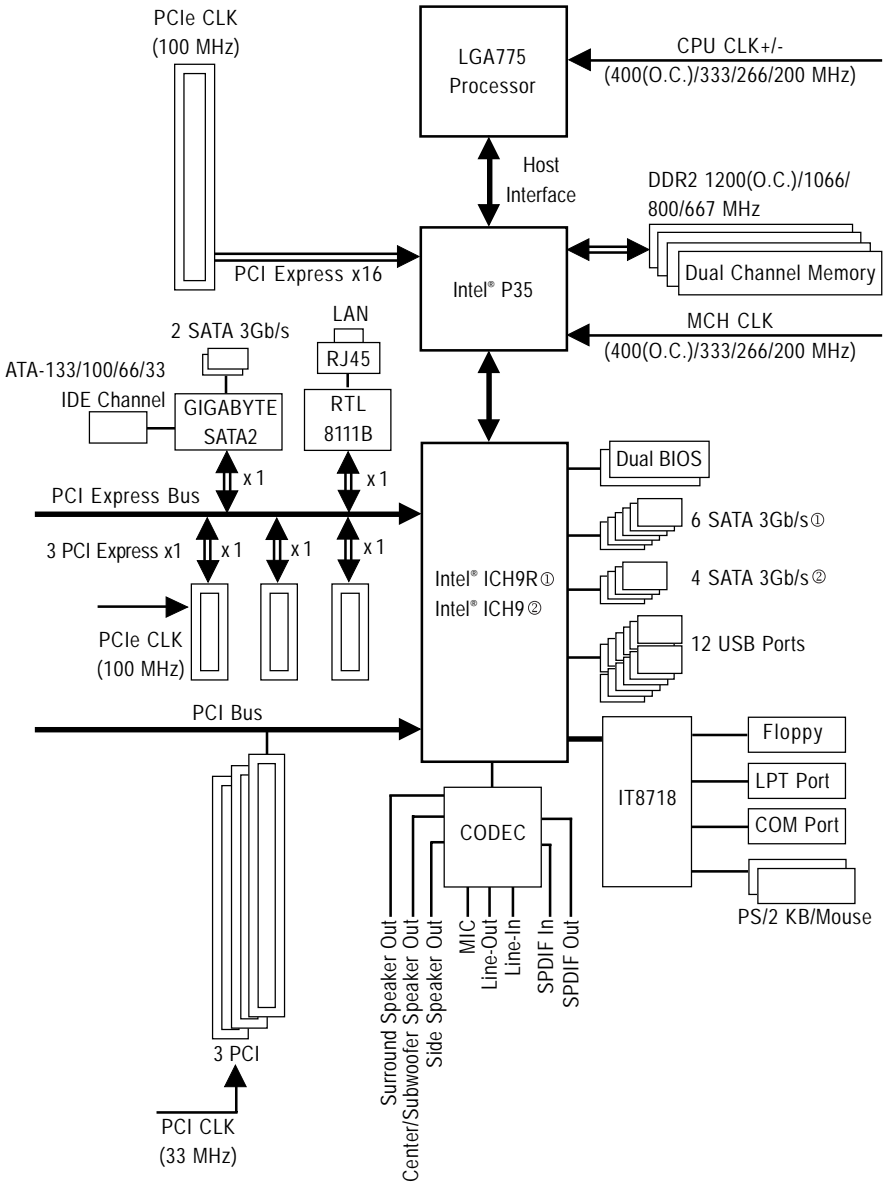 PCIe CLK
(100 MHz)
LGA775
Processor
CPU CLK+/-
(400(O.C.)/333/266/200 MHz)
Host
Interface
DDR2 1200(O.C.)/1066/
800/667 MHz
Dual Channel Memory
PCI Express x16
Intel® P35
MCH CLK
(400(O.C.)/333/266/200 MHz)
LAN
RJ45
2 SATA 3Gb/s
ATA-133/100/66/33
IDE Channel
GIGABYTE
SATA2
RTL
8111B
x1
x1
PCI Express Bus
3 PCI Express x1
x1
x1
x1
PCIe CLK
(100 MHz)
Intel® ICH9R①
Intel® ICH9②
Dual BIOS
6 SATA 3Gb/s①
4 SATA 3Gb/s②
12 USB Ports
PCI Bus
IT8718
Floppy
LPT Port
COM Port
PS/2 KB/Mouse
CODEC
Surround Speaker Out
Center/Subwoofer Speaker Out
Side Speaker Out
MIC
Line-Out
Line-In
SPDIF In
SPDIF Out
3 PCI
PCI CLK
(33 MHz)